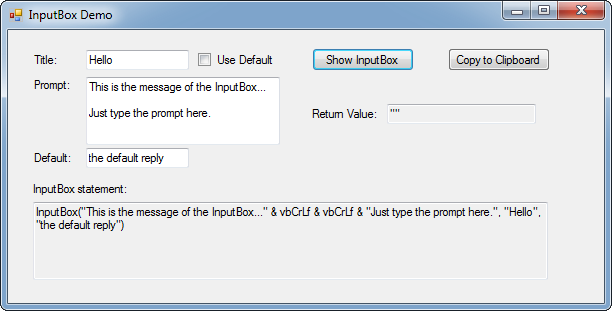 InputBox Demo
Title: Hello Use Default Show InputBox Copy to Clipboard
Prompt: This is the message of the InputBox...
Just type the prompt here.
Return Value: ""
Default: the default reply
InputBox statement:
InputBox("This is the message of the InputBox..." & vbCrLf & vbCrLf & "Just type the prompt here.", "Hello",
"the default reply")